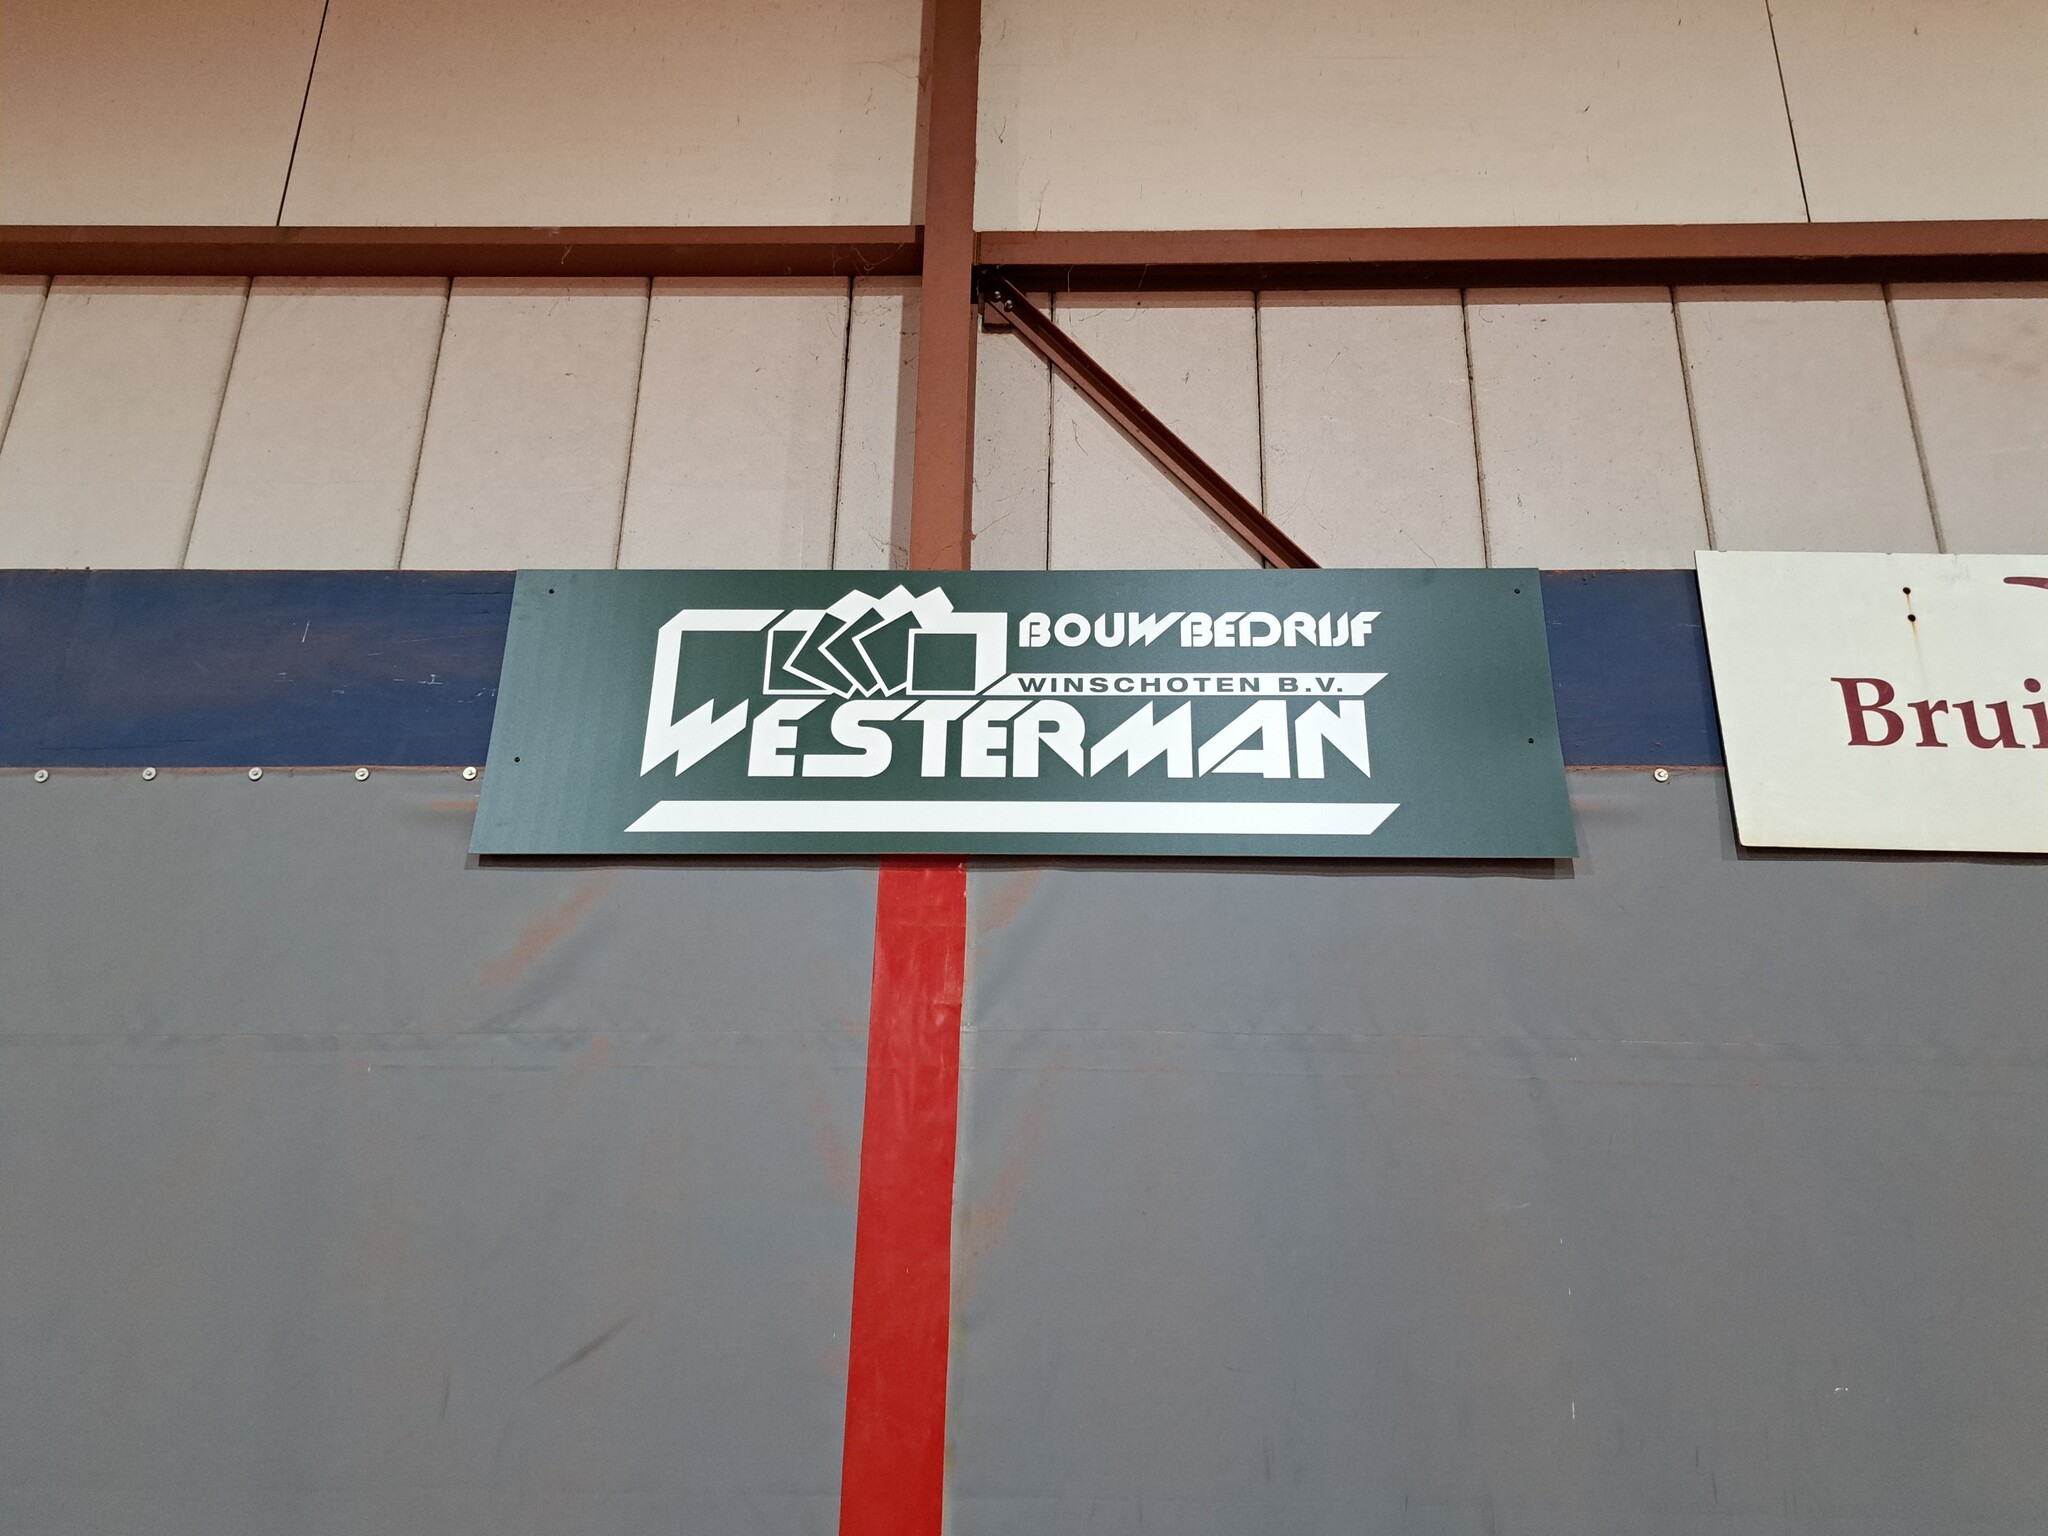 BOUWBEDRIJF
WINSCHOTEN B.V.
WESTERMAN
Brui